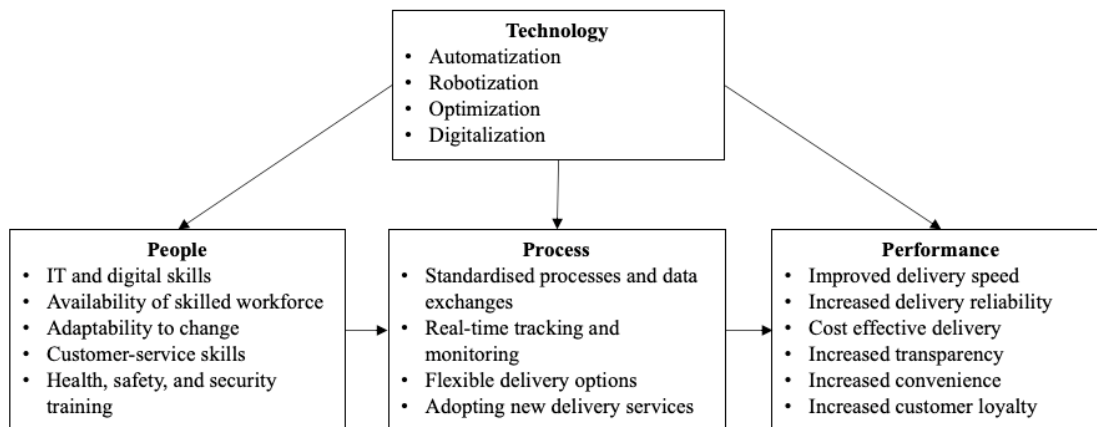 Technology
• Automatization
• Robotization
• Optimization
• Digitalization
People
• IT and digital skills
• Availability of skilled workforce
• Adaptability to change
• Customer-service skills
• Health, safety, and security
training
Process
• Standardised processes and data
exchanges
• Real-time tracking and
monitoring
• Flexible delivery options
• Adopting new delivery services
Performance
• Improved delivery speed
• Increased delivery reliability
• Cost effective delivery
• Increased transparency
• Increased convenience
• Increased customer loyalty